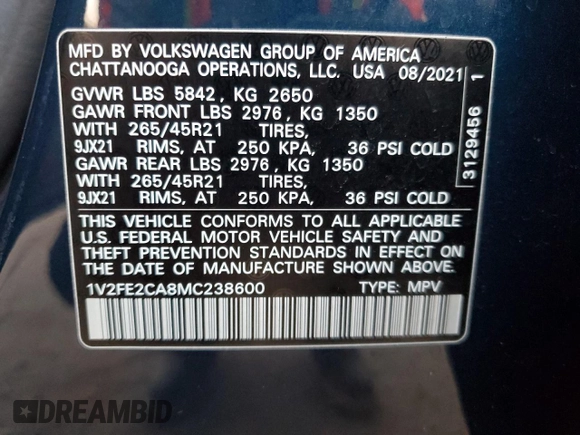 MFD BY VOLKSWAGEN GROUP OF AMERICA
CHATTANOOGA OPERATIONS, LLC. USA 08/2021
GVWR LBS 5842, KG 2650
GAWR FRONT LBS 2976, KG 1350
WITH 265/45R21 TIRES,
9JX21 RIMS, AT 250 KPA, 36 PSI COLD
GAWR REAR LBS 2976, KG 1350
WITH 265/45R21 TIRES,
9JX21 RIMS, AT 250 KPA, 36 PSI COLD
THIS VEHICLE CONFORMS TO ALL APPLICABLE
U.S. FEDERAL MOTOR VEHICLE SAFETY AND
THEFT PREVENTION STANDARDS IN EFFECT ON
THE DATE OF MANUFACTURE SHOWN ABOVE.
1V2FE2CA8MC238600 TYPE: MPV
3129456 1
DREAMBID